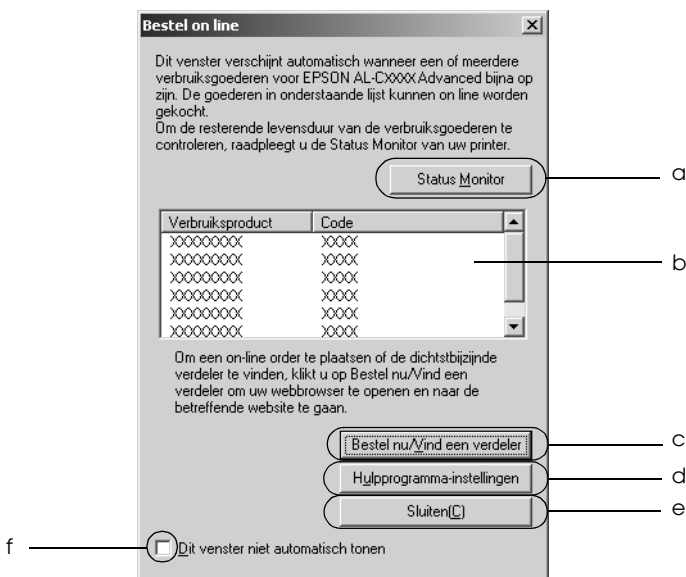 Bestel on line
Dit venster verschijnt automatisch wanneer een of meerdere
verbruiksgoederen voor EPSON AL-CXXXX Advanced bijna op
zijn. De goederen in onderstaande lijst kunnen on line worden
gekocht.
Om de resterende levensduur van de verbruiksgoederen te
controleren, raadpleegt u de Status Monitor van uw printer.
Status Monitor
a
Verbruiksproduct Code
XXXXXXXX XXXX
XXXXXXXX XXXX
b
XXXXXXXX XXXX
XXXXXXXX XXXX
XXXXXXXX XXXX
XXXXXXXX XXXX
Om een on-line order te plaatsen of de dichtstbijzijnde
verdeler te vinden, klikt u op Bestel nu/Vind een
verdeler om uw webbrowser te openen en naar de
betreffende website te gaan.
Bestel nu/Vind een verdeler
c
Hulpprogramma-instellingen
d
Sluiten(C)
e
f
Dit venster niet automatisch tonen